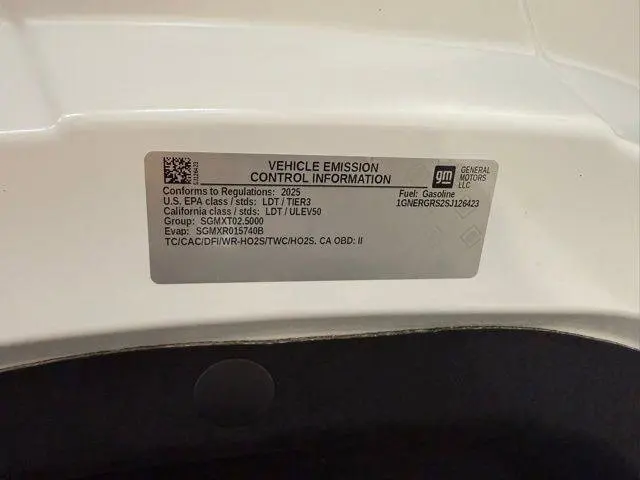 VEHICLE EMISSION
CONTROL INFORMATION
gm
GENERAL
MOTORS
LLC
Conforms to Regulations: 2025
Fuel: Gasoline
U.S. EPA class / stds: LDT / TIER3
1GNERGRS2SJ126423
California class / stds: LDT / ULEV50
Group: SGMXT02.5000
Evap: SGMXR015740B
TC/CAC/DFI/WR-HO2S/TWC/HO2S. CA OBD: II